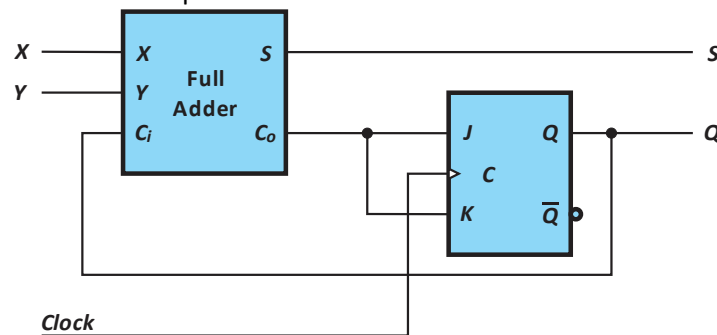 X X S S
Full
Adder
Y Y
Cᵢ Cₒ J Q Q
C
K Q̅
Clock